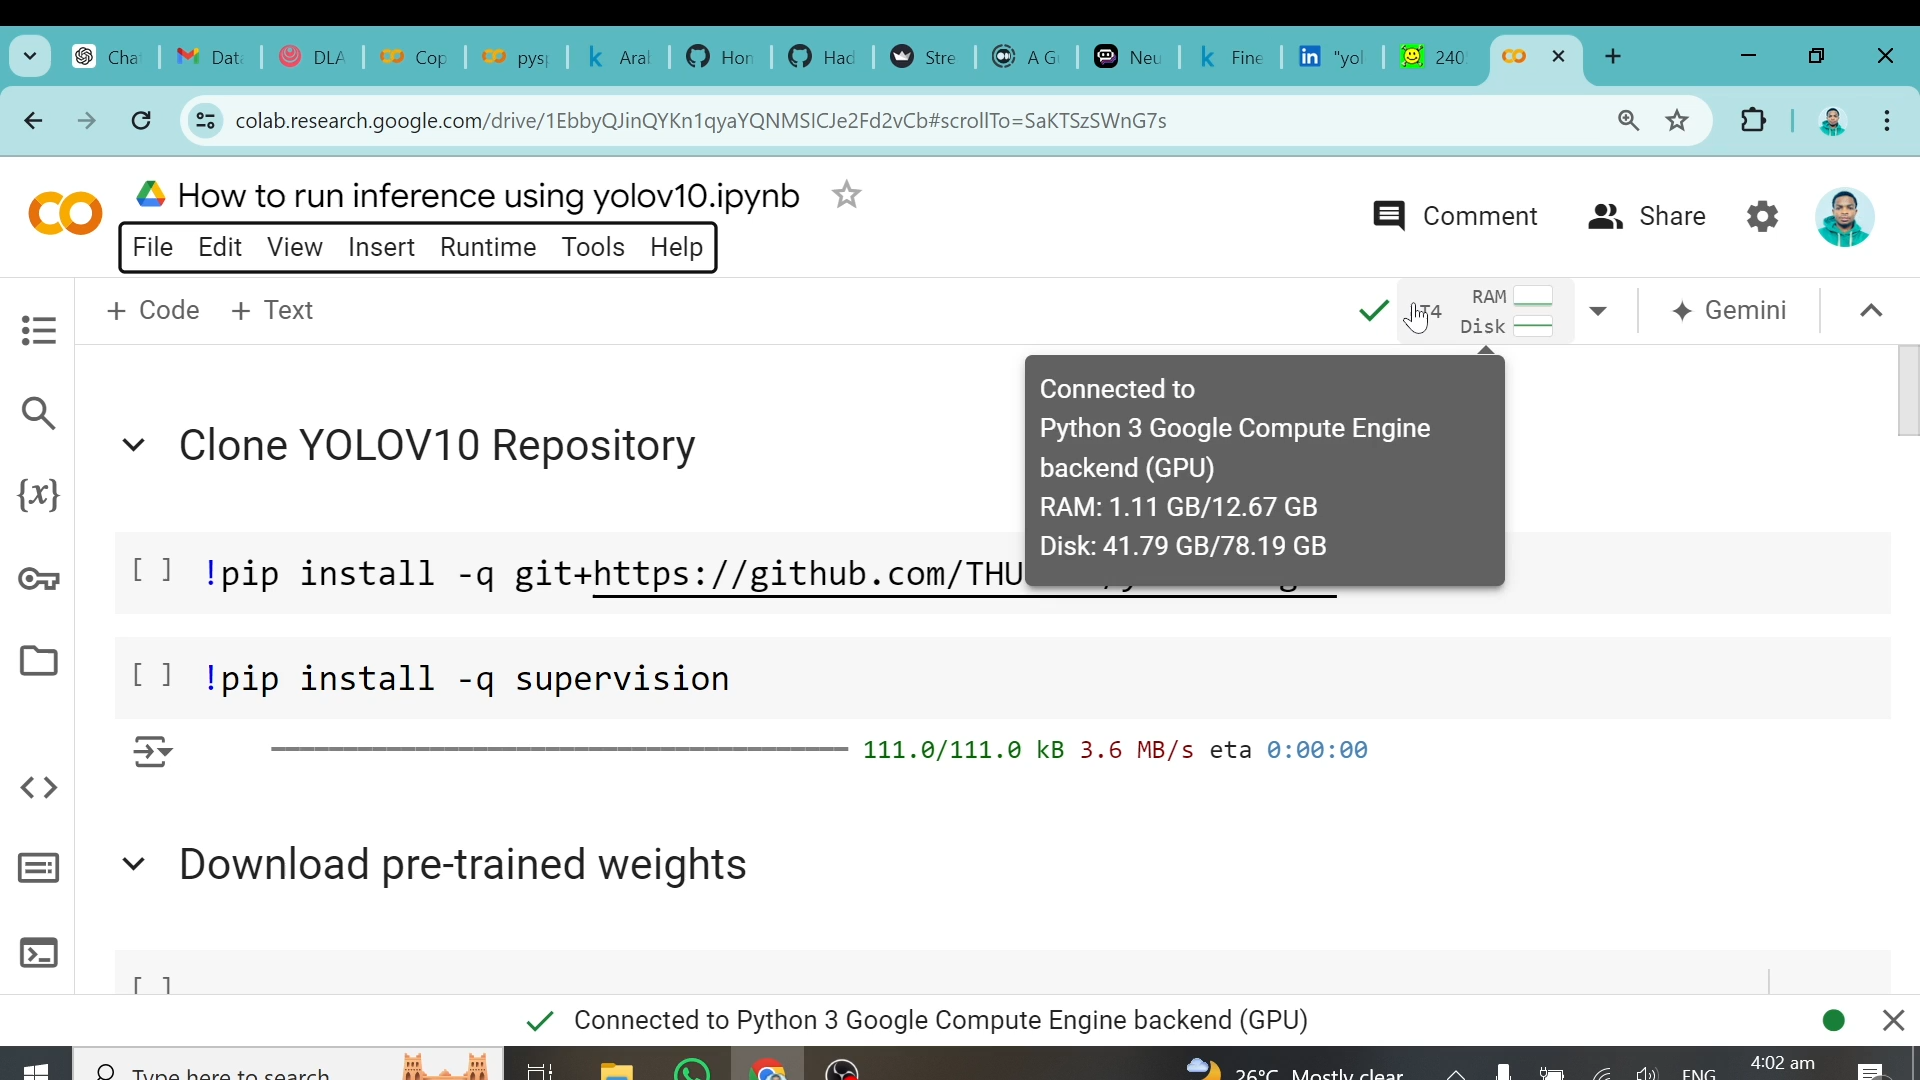 Cha
Data
DLA
Cop
pysp
Aral
Hon
Had
Stre
A G
Neu
Fine
"yol
240
colab.research.google.com/drive/1EbbyQJinQYKn1qyaYQNMSICJe2Fd2vCb#scrollTo=SaKTSzSWnG7s
How to run inference using yolov10.ipynb
File Edit View Insert Runtime Tools Help
Comment
Share
+ Code + Text
T4
RAM
Disk
Gemini
Connected to
Python 3 Google Compute Engine
backend (GPU)
RAM: 1.11 GB/12.67 GB
Disk: 41.79 GB/78.19 GB
Clone YOLOV10 Repository
[ ] !pip install -q git+https://github.com/THU
[ ] !pip install -q supervision
111.0/111.0 kB 3.6 MB/s eta 0:00:00
Download pre-trained weights
[ ]
Connected to Python 3 Google Compute Engine backend (GPU)
Type here to search
26°C Mostly clear
ENG
4:02 am